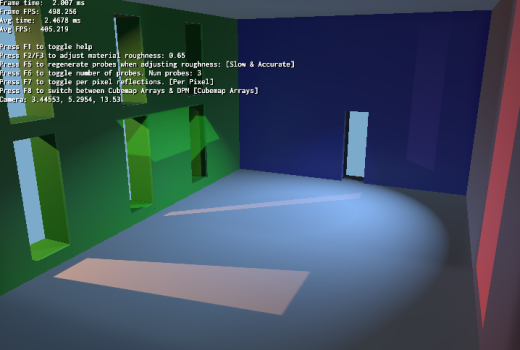 Frame time: 2.007 ms
Frame FPS: 498.256
Avg time: 2.4678 ms
Avg FPS: 405.219
Press F1 to toggle help
Press F2/F3 to adjust material roughness: 0.65
Press F5 to regenerate probes when adjusting roughness: [Slow & Accurate]
Press F6 to toggle number of probes. Num probes: 3
Press F7 to toggle per pixel reflections. [Per Pixel]
Press F8 to switch between Cubemap Arrays & DPM [Cubemap Arrays]
Camera: 3.44553, 5.2954, 13.53